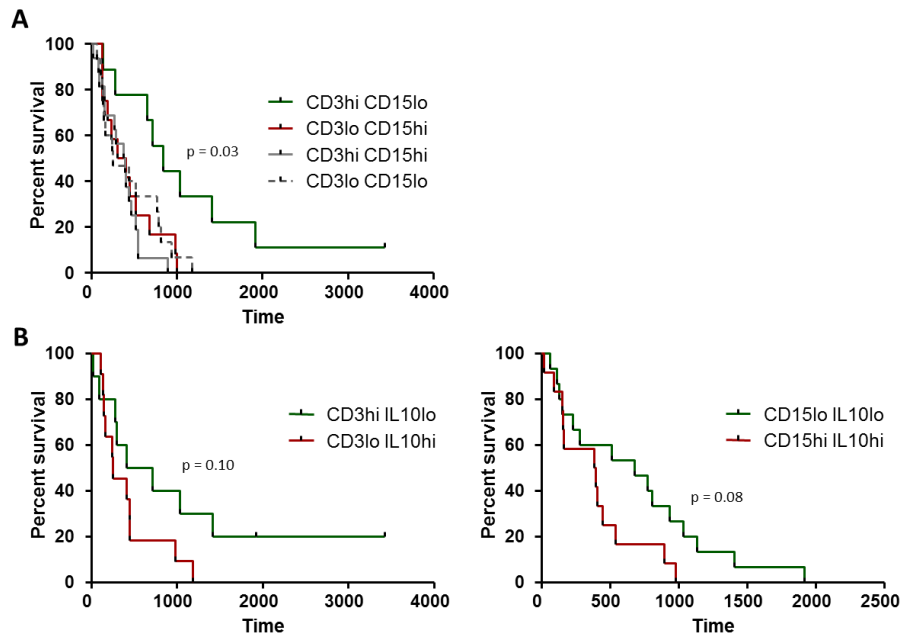 A
100
80
60
40
20
0
Percent survival
0 1000 2000 3000 4000
Time
CD3hi CD15lo
CD3lo CD15hi
CD3hi CD15hi
CD3lo CD15lo
p = 0.03
B
100
80
60
40
20
0
Percent survival
0 1000 2000 3000 4000
Time
CD3hi IL10lo
CD3lo IL10hi
p = 0.10
100
80
60
40
20
0
Percent survival
0 500 1000 1500 2000 2500
Time
CD15lo IL10lo
CD15hi IL10hi
p = 0.08